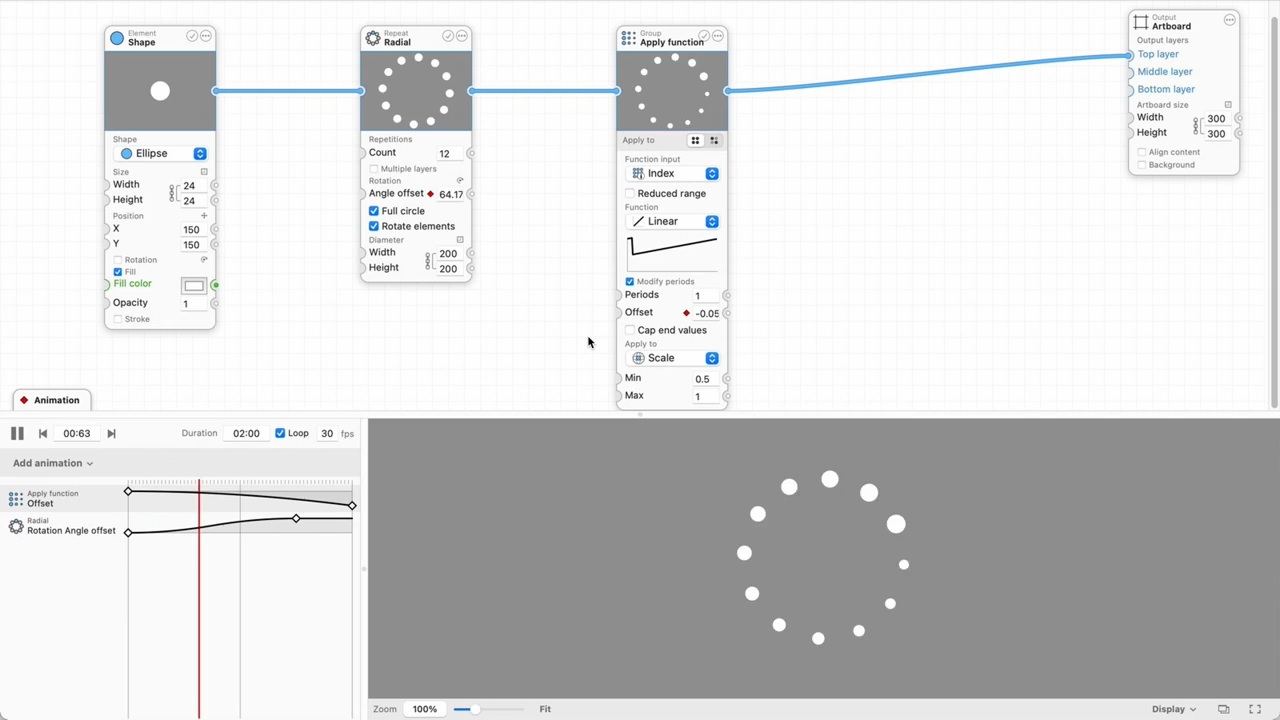 Element
Shape
Shape
Ellipse
Size
Width 24
Height 24
Position
X 150
Y 150
Rotation
Fill
Fill color
Opacity 1
Stroke
Repeat
Radial
Repetitions
Count 12
Multiple layers
Rotation
Angle offset 64.17
Full circle
Rotate elements
Diameter
Width 200
Height 200
Group
Apply function
Apply to
Function input
Index
Reduced range
Function
Linear
Modify periods
Periods 1
Offset -0.05
Cap end values
Apply to
Scale
Min 0.5
Max 1
Output
Artboard
Output layers
Top layer
Middle layer
Bottom layer
Artboard size
Width 300
Height 300
Align content
Background
Animation
00:63 Duration 02:00 Loop 30 fps
Add animation
Apply function
Offset
Radial
Rotation Angle offset
Zoom 100% Fit Display